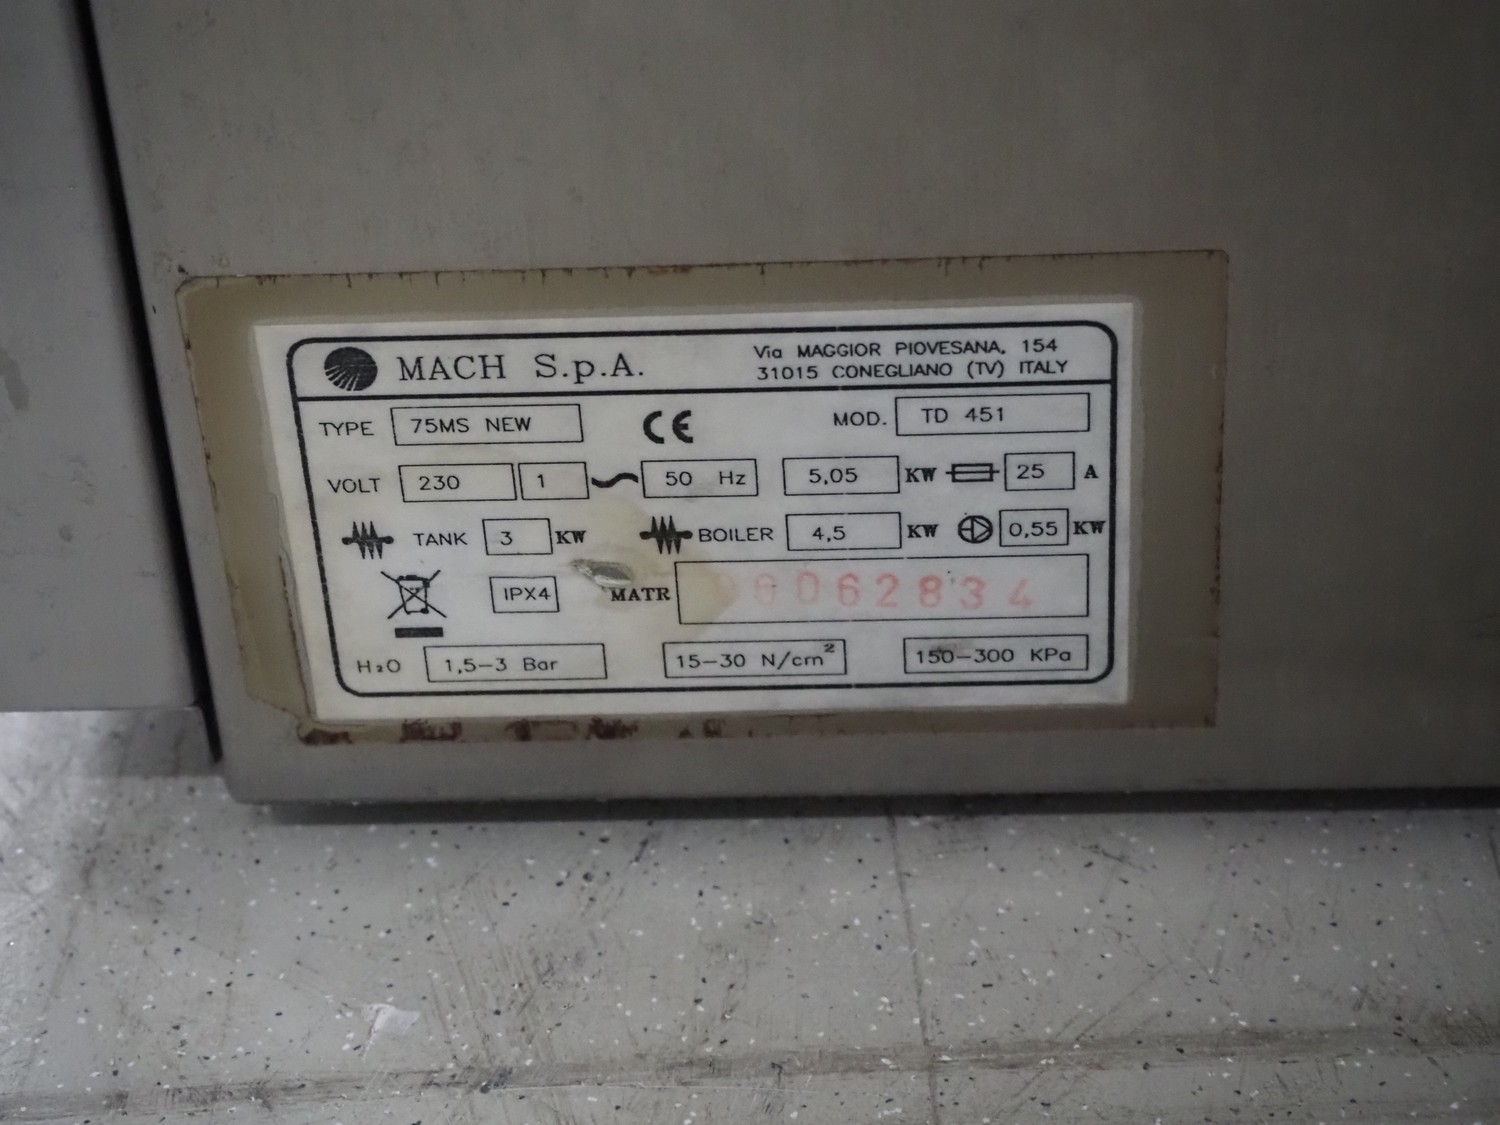 MACH S.p.A. Via MAGGIOR PIOVESANA, 154
31015 CONEGLIANO (TV) ITALY
TYPE 75MS NEW CE MOD. TD 451
VOLT 230 1 ~ 50 Hz 5,05 KW 25 A
TANK 3 KW BOILER 4,5 KW 0,55 KW
IPX4 MATR
H₂O 1,5-3 Bar 15-30 N/cm² 150-300 KPa